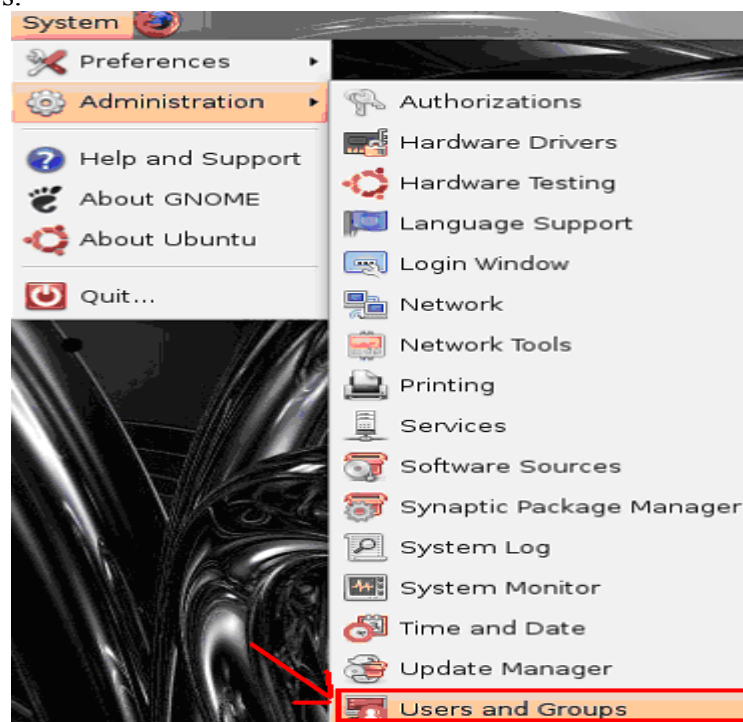 s.
System
Preferences
Administration
Help and Support
About GNOME
About Ubuntu
Quit...
Authorizations
Hardware Drivers
Hardware Testing
Language Support
Login Window
Network
Network Tools
Printing
Services
Software Sources
Synaptic Package Manager
System Log
System Monitor
Time and Date
Update Manager
Users and Groups